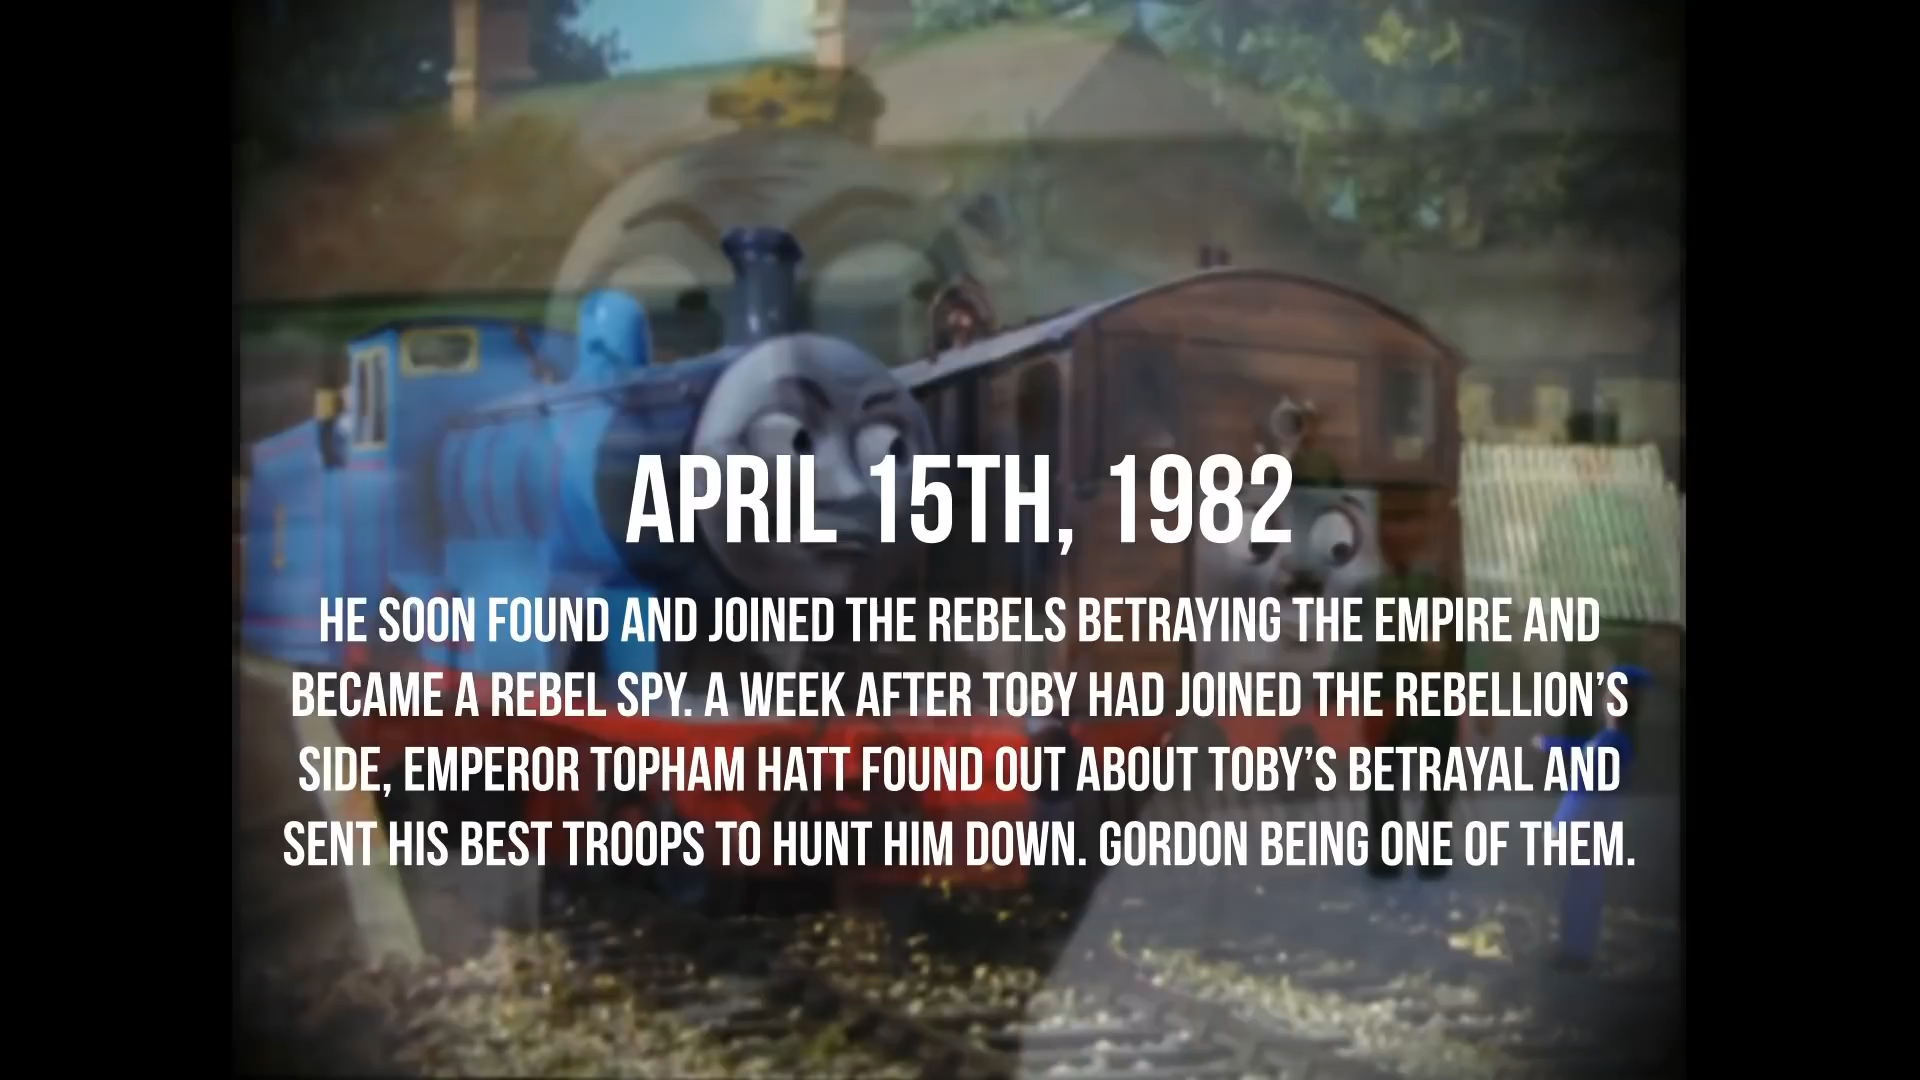 APRIL 15TH, 1982
HE SOON FOUND AND JOINED THE REBELS BETRAYING THE EMPIRE AND
BECAME A REBEL SPY. A WEEK AFTER TOBY HAD JOINED THE REBELLION’S
SIDE, EMPEROR TOPHAM HATT FOUND OUT ABOUT TOBY’S BETRAYAL AND
SENT HIS BEST TROOPS TO HUNT HIM DOWN. GORDON BEING ONE OF THEM.